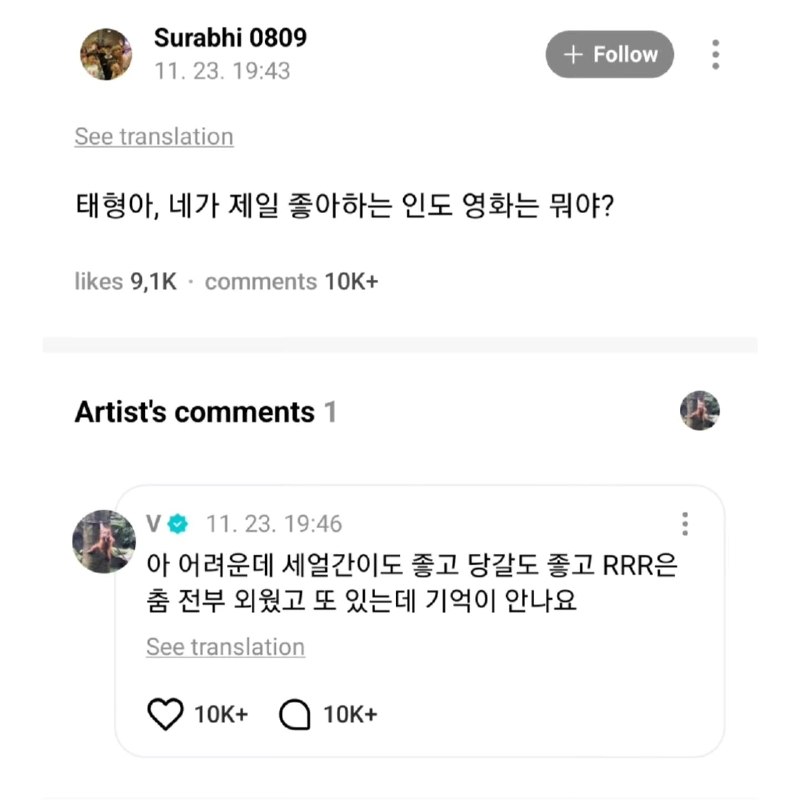 Surabhi 0809
11. 23. 19:43
+ Follow
See translation
태형아, 네가 제일 좋아하는 인도 영화는 뭐야?
likes 9,1K · comments 10K+
Artist's comments 1
V 11. 23. 19:46
아 어려운데 세얼간이도 좋고 당갈도 좋고 RRR은
춤 전부 외웠고 또 있는데 기억이 안나요
See translation
10K+ 10K+